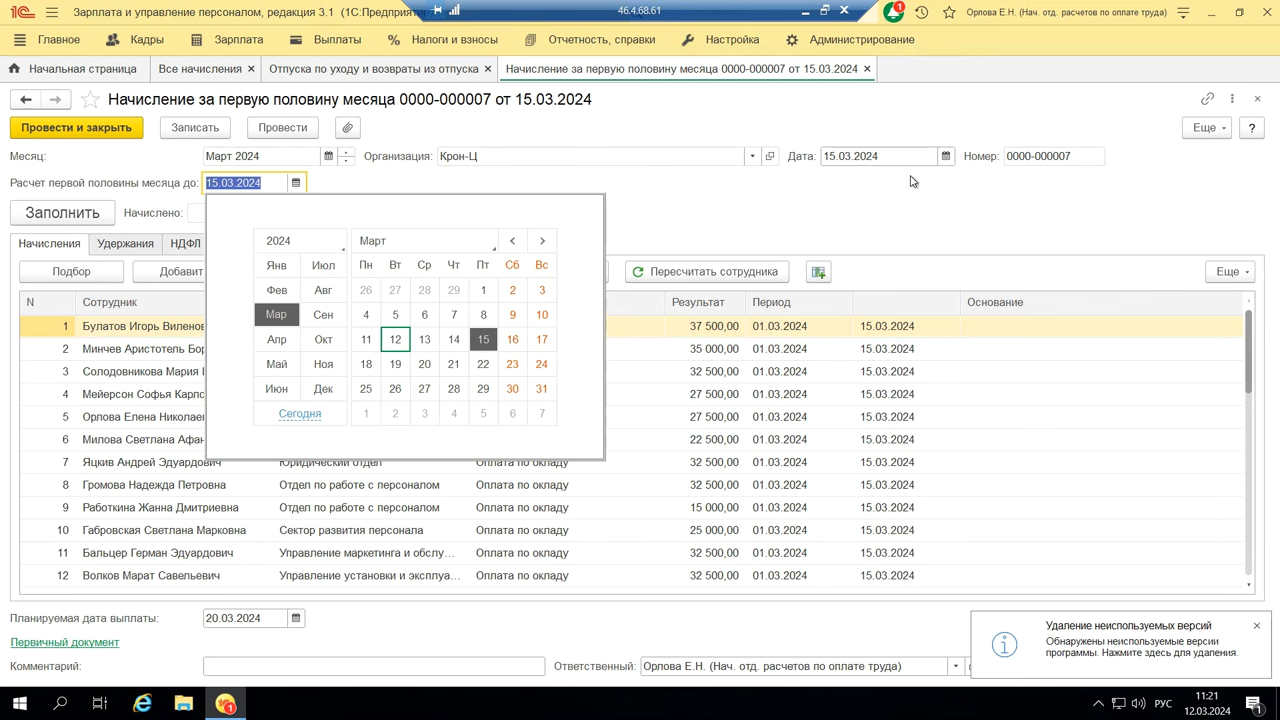 Зарплата и управление персоналом, редакция 3.1 (1С:Предприятие
46.4.68.61
1
Орлова Е.Н. (Нач. отд. расчетов по оплате труда)
Главное
Кадры
Зарплата
Выплаты
Налоги и взносы
Отчетность, справки
Настройка
Администрирование
Начальная страница
Все начисления
Отпуска по уходу и возвраты из отпуска
Начисление за первую половину месяца 0000-000007 от 15.03.2024
Начисление за первую половину месяца 0000-000007 от 15.03.2024
Провести и закрыть
Записать
Провести
Еще
?
Месяц:
Март 2024
Организация:
Крон-Ц
Дата:
15.03.2024
Номер:
0000-000007
Расчет первой половины месяца до:
15.03.2024
Заполнить
Начислено:
Начисления
Удержания
НДФЛ
Подбор
Добавит
Пересчитать сотрудника
Еще
2024
Март
Янв Июл Пн Вт Ср Чт Пт Сб Вс
Фев Авг 26 27 28 29 1 2 3
Мар Сен 4 5 6 7 8 9 10
Апр Окт 11 12 13 14 15 16 17
Май Ноя 18 19 20 21 22 23 24
Июн Дек 25 26 27 28 29 30 31
Сегодня 1 2 3 4 5 6 7
N Сотрудник Результат Период Основание
1 Булатов Игорь Виленов 37 500,00 01.03.2024 15.03.2024
2 Минчев Аристотель Бор 35 000,00 01.03.2024 15.03.2024
3 Солодовникова Мария 32 500,00 01.03.2024 15.03.2024
4 Мейерсон Софья Карло 27 500,00 01.03.2024 15.03.2024
5 Орлова Елена Николае 27 500,00 01.03.2024 15.03.2024
6 Милова Светлана Афан 22 500,00 01.03.2024 15.03.2024
7 Яцкив Андрей Эдуардович Юридический отдел Оплата по окладу 32 500,00 01.03.2024 15.03.2024
8 Громова Надежда Петровна Отдел по работе с персоналом Оплата по окладу 32 500,00 01.03.2024 15.03.2024
9 Работкина Жанна Дмитриевна Отдел по работе с персоналом Оплата по окладу 15 000,00 01.03.2024 15.03.2024
10 Габровская Светлана Марковна Сектор развития персонала Оплата по окладу 25 000,00 01.03.2024 15.03.2024
11 Бальцер Герман Эдуардович Управление маркетинга и обслу... Оплата по окладу 32 500,00 01.03.2024 15.03.2024
12 Волков Марат Савельевич Управление установки и эксплуа... Оплата по окладу 32 500,00 01.03.2024 15.03.2024
Планируемая дата выплаты:
20.03.2024
Первичный документ
Комментарий:
Ответственный:
Орлова Е.Н. (Нач. отд. расчетов по оплате труда)
Удаление неиспользуемых версий
Обнаружены неиспользуемые версии
программы. Нажмите здесь для удаления.
РУС
11:21
12.03.2024
1